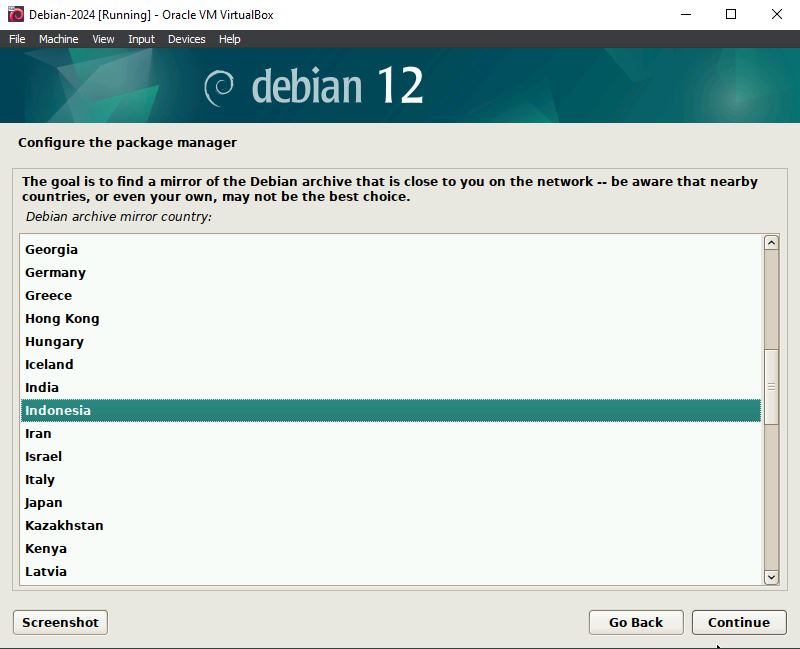 Debian-2024 [Running] - Oracle VM VirtualBox
File Machine View Input Devices Help
debian 12
Configure the package manager
The goal is to find a mirror of the Debian archive that is close to you on the network -- be aware that nearby
countries, or even your own, may not be the best choice.
Debian archive mirror country:
Georgia
Germany
Greece
Hong Kong
Hungary
Iceland
India
Indonesia
Iran
Israel
Italy
Japan
Kazakhstan
Kenya
Latvia
Screenshot Go Back Continue